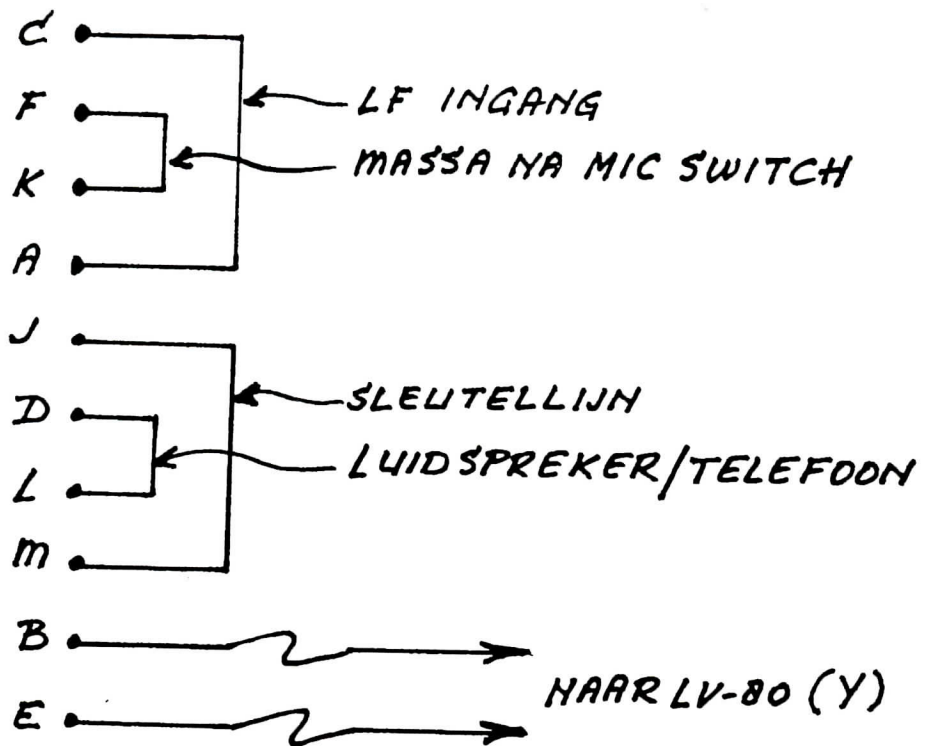 C
F
LF INGANG
K
MASSA NA MIC SWITCH
A
J
D
SLEUTELLIJN
L
LUIDSPREKER/TELEFOON
M
B
E
NAAR LV-80 (Y)